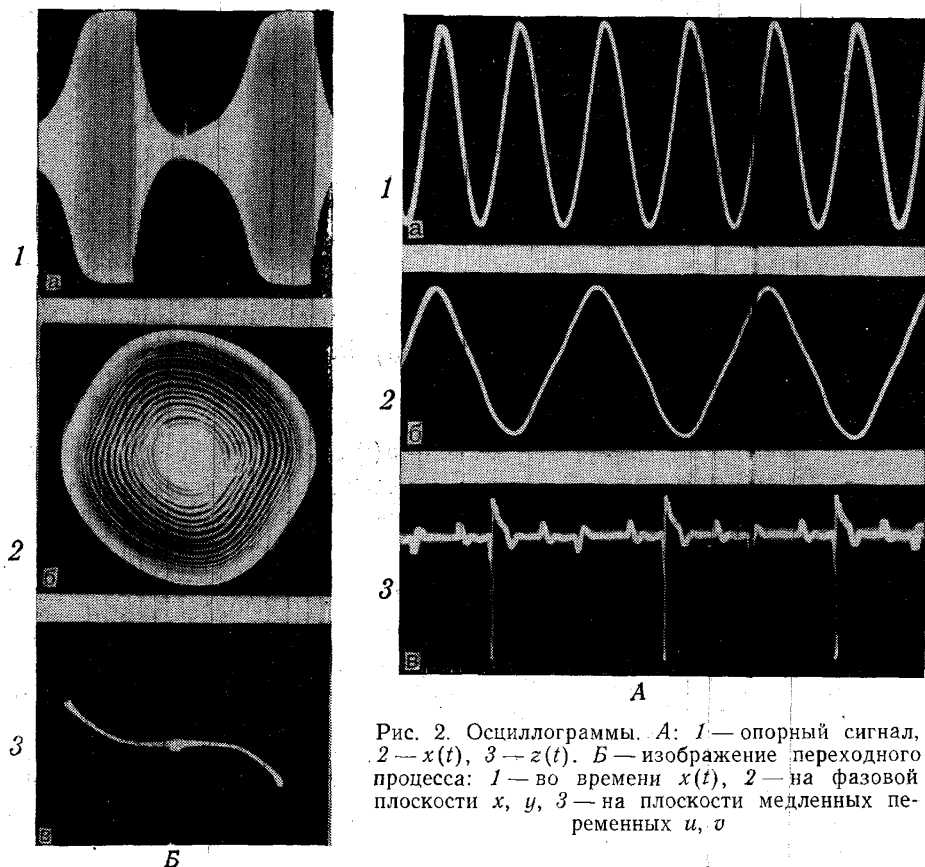 1
а
2
б
3
в
Б
1
а
2
б
3
в
А
Рис. 2. Осциллограммы. А: 1 — опорный сигнал,
2 — x(t), 3 — z(t). Б — изображение переходного
процесса: 1 — во времени x(t), 2 — на фазовой
плоскости x, y, 3 — на плоскости медленных пе-
ременных u, v